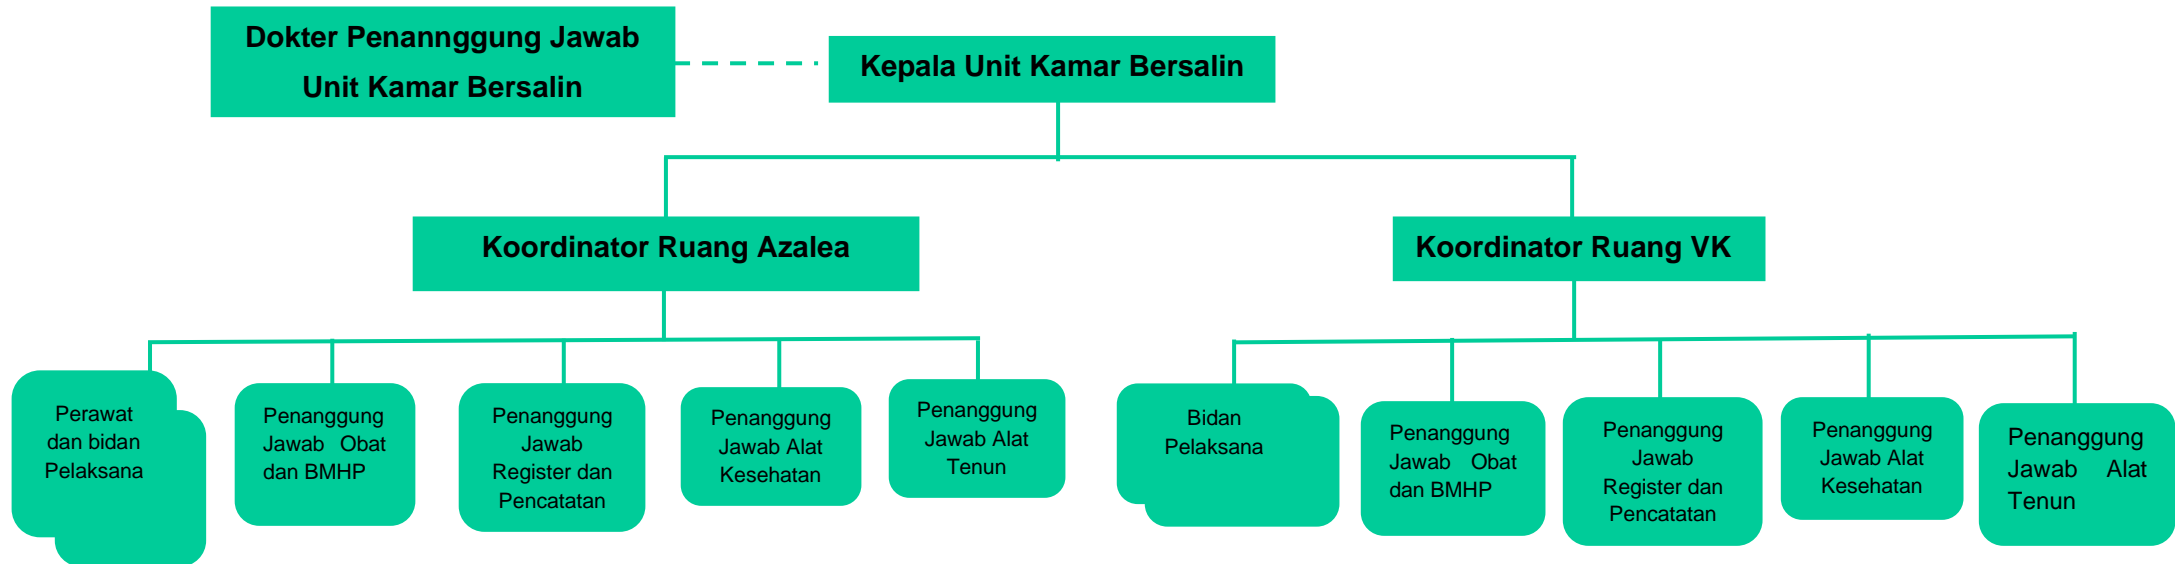 Dokter Penannggung Jawab
Unit Kamar Bersalin
Kepala Unit Kamar Bersalin
Koordinator Ruang Azalea
Koordinator Ruang VK
Perawat
dan bidan
Pelaksana
Penanggung
Jawab Obat
dan BMHP
Penanggung
Jawab
Register dan
Pencatatan
Penanggung
Jawab Alat
Kesehatan
Penanggung
Jawab Alat
Tenun
Bidan
Pelaksana
Penanggung
Jawab Obat
dan BMHP
Penanggung
Jawab
Register dan
Pencatatan
Penanggung
Jawab Alat
Kesehatan
Penanggung
Jawab Alat
Tenun